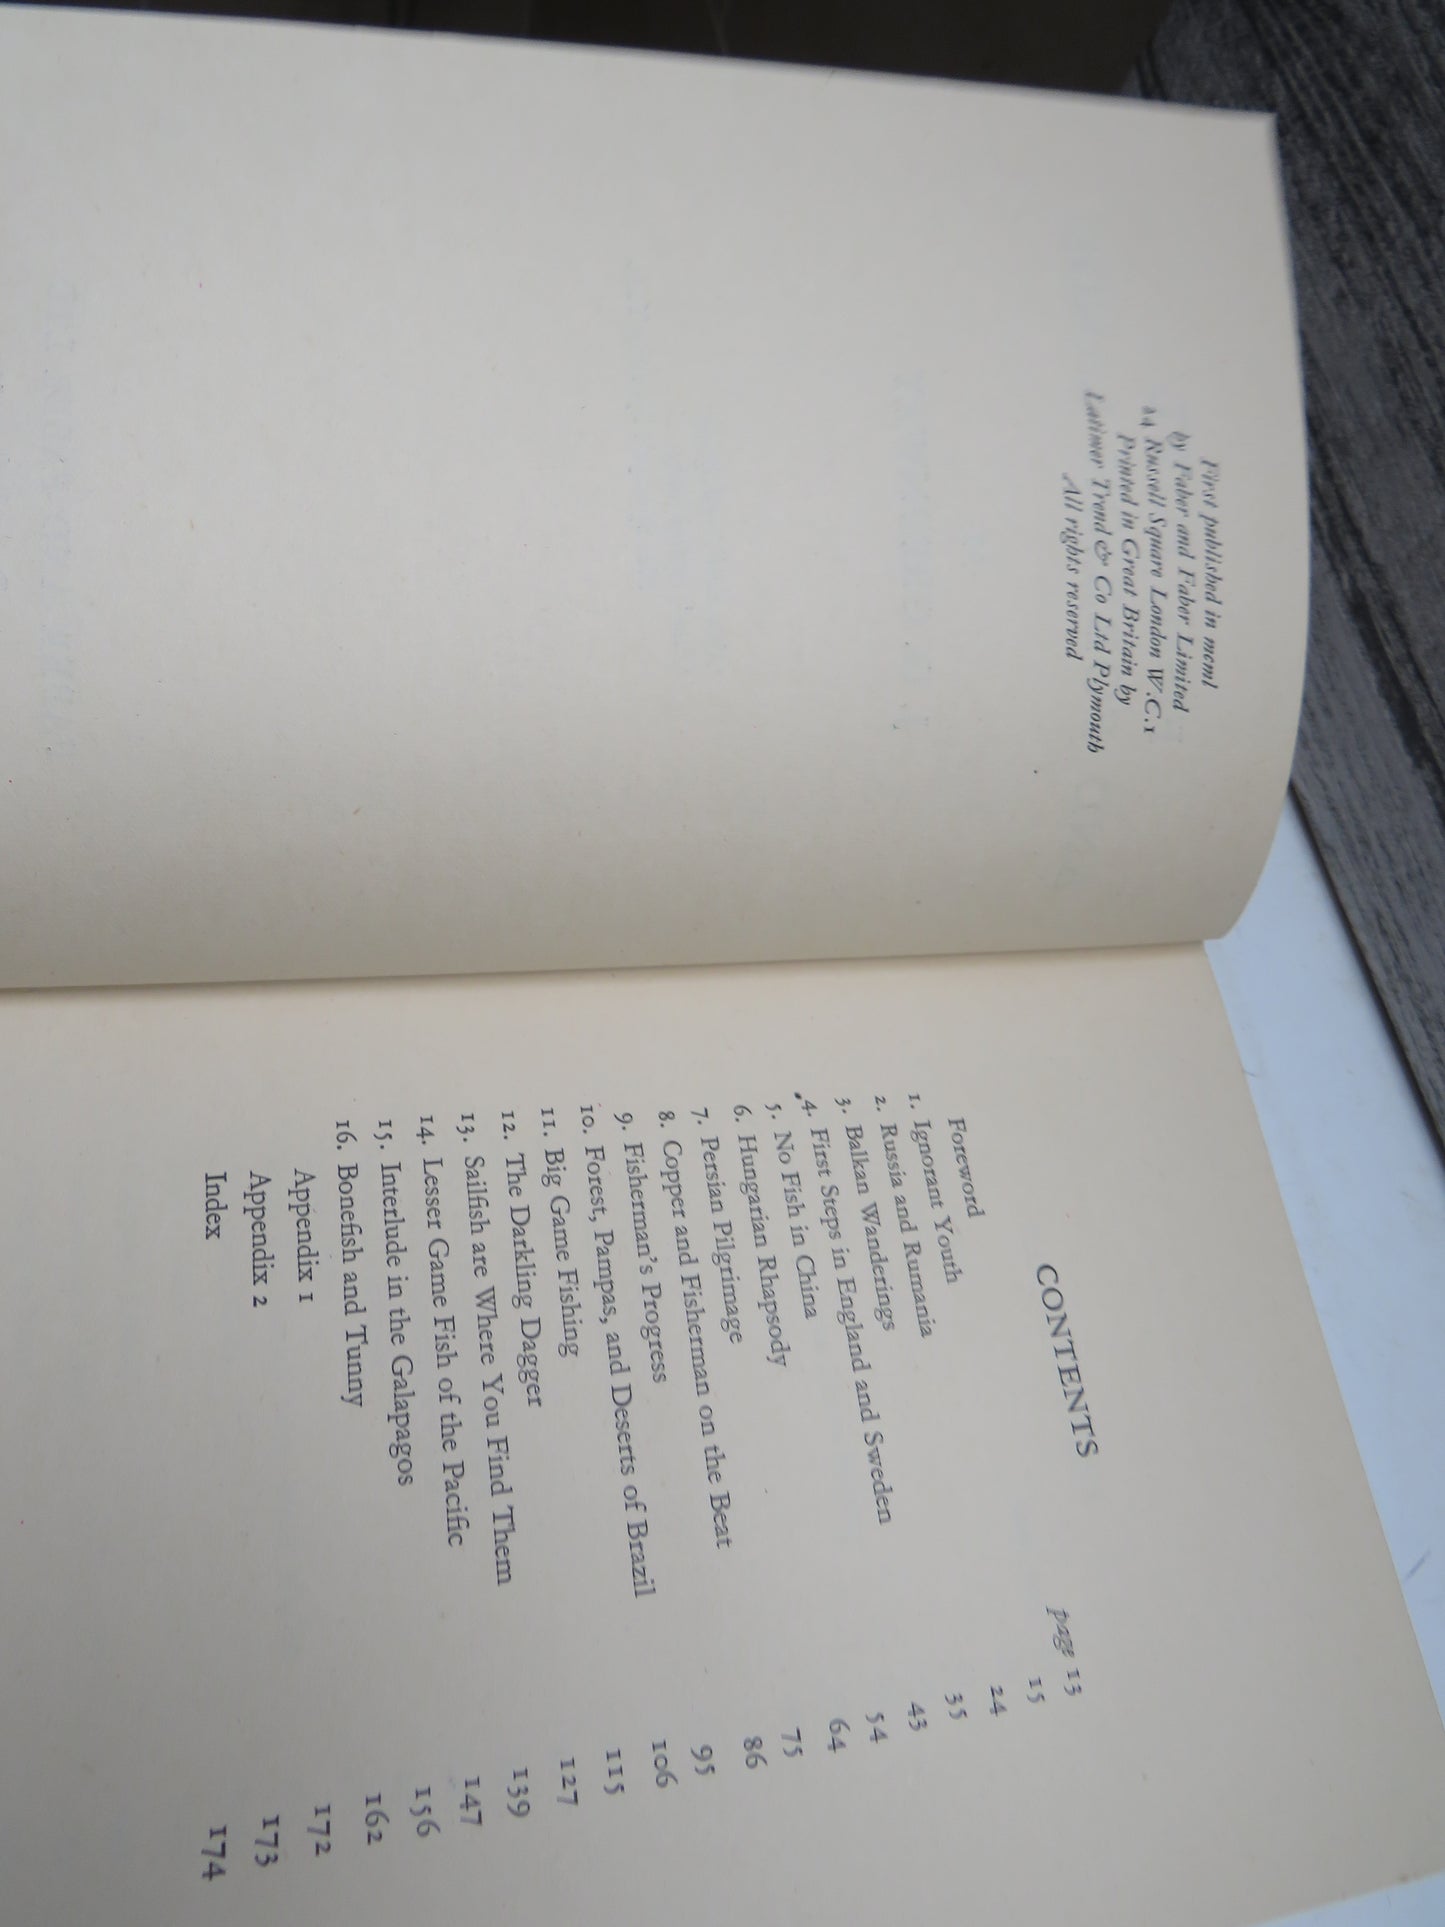 First published in mcml
by Faber and Faber Limited
24 Russell Square London W.C.1
Printed in Great Britain by
Latimer Trend & Co Ltd Plymouth
All rights reserved
CONTENTS
Foreword page 13
1. Ignorant Youth 15
2. Russia and Rumania 24
3. Balkan Wanderings 35
4. First Steps in England and Sweden 43
5. No Fish in China 54
6. Hungarian Rhapsody 64
7. Persian Pilgrimage 75
8. Copper and Fisherman on the Beat 86
9. Fisherman's Progress 95
10. Forest, Pampas, and Deserts of Brazil 106
11. Big Game Fishing 115
12. The Darkling Dagger 127
13. Sailfish are Where You Find Them 139
14. Lesser Game Fish of the Pacific 147
15. Interlude in the Galapagos 156
16. Bonefish and Tunny 162
Appendix 1 172
Appendix 2 173
Index 174